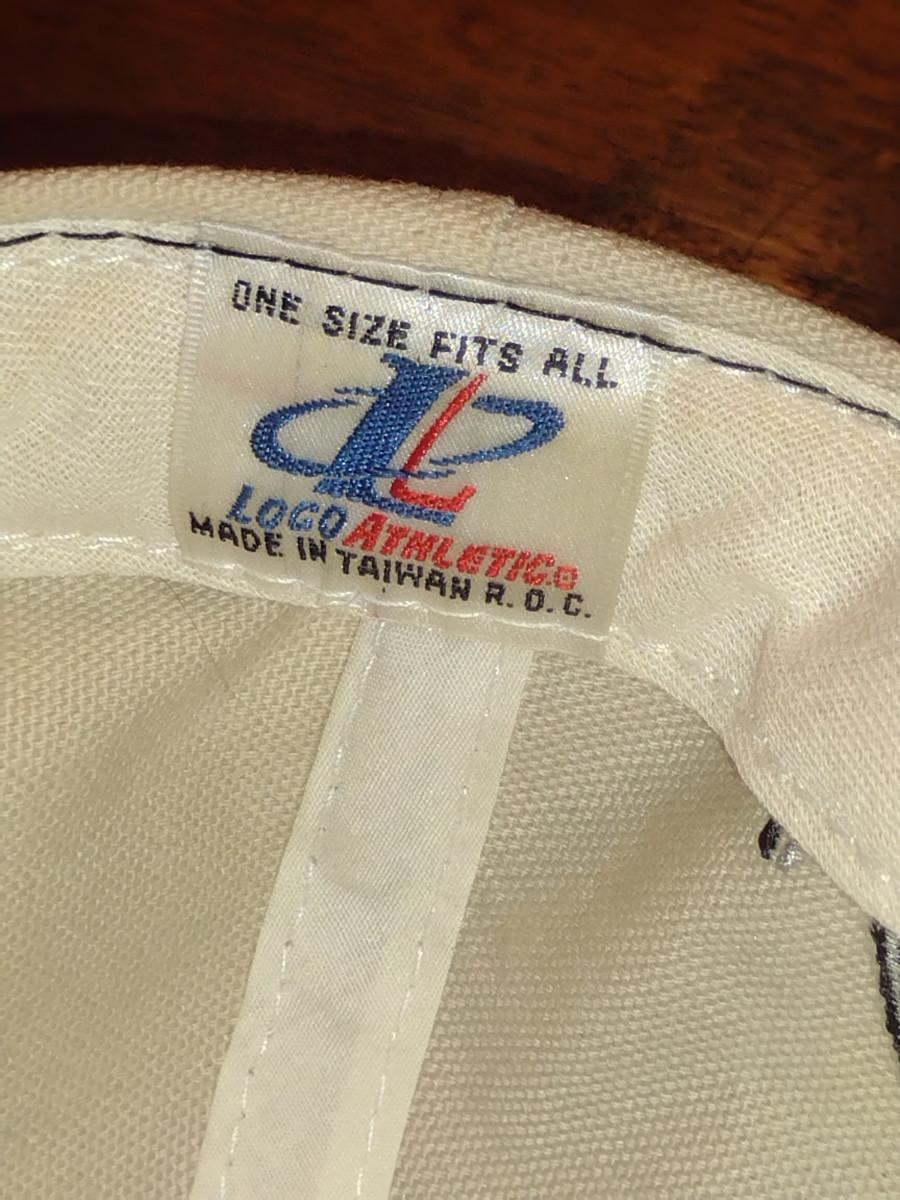 ONE SIZE FITS ALL
LOGO ATHLETIC®
MADE IN TAIWAN R.O.C.